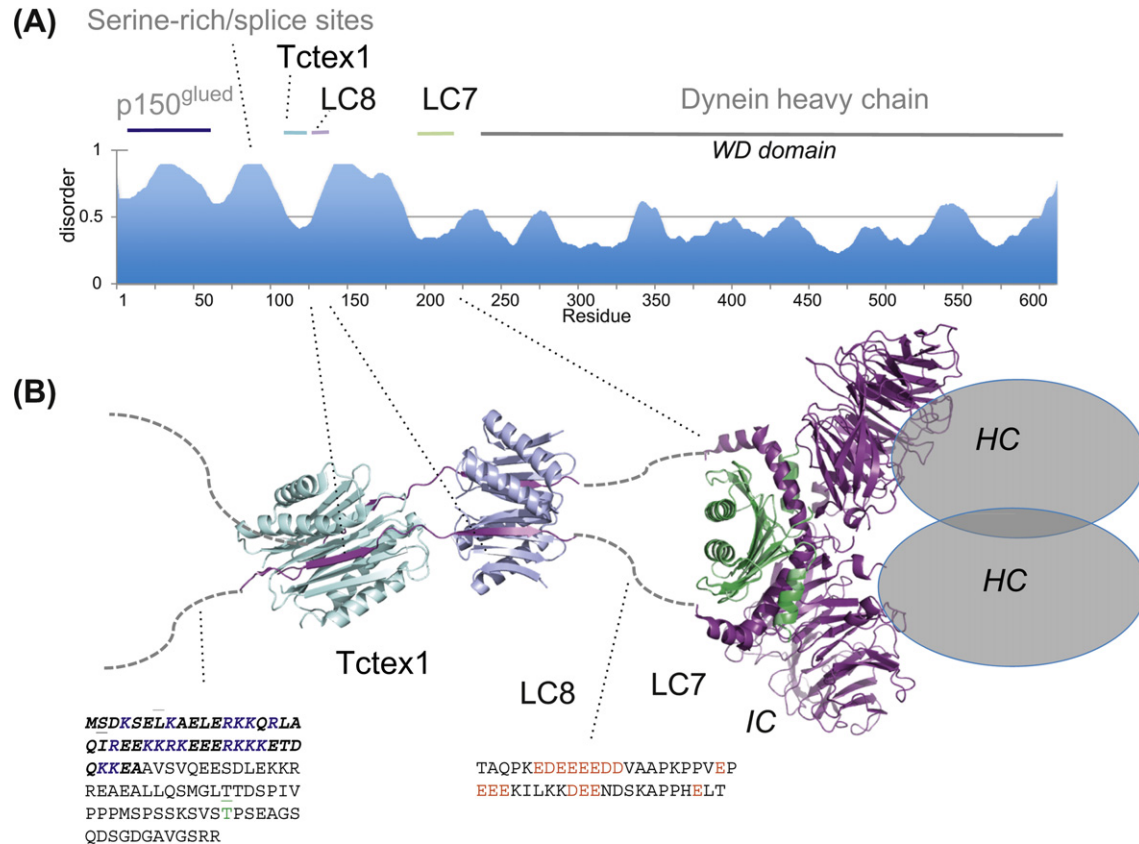 (A)
Serine-rich/splice sites
Tctex1
p150glued
LC8
LC7
Dynein heavy chain
WD domain
1
0.5
0
disorder
1 50 100 150 200 250 300 350 400 450 500 550 600
Residue
(B)
HC
HC
Tctex1
LC8
LC7
IC
MSDKSELKAELERKKQRLA
QIREEKKRKEEERKKKETD
QKKEAAVSVQEESDLEKKR
REAEALLQSMGLTTDSPIV
PPPMSPSSKSVSTPSEAGS
QDSGDGAVGSRR
TAQPKEDEEEEDDVAAPKPPVEP
EEEKILKKDEENDSKAPPHELT